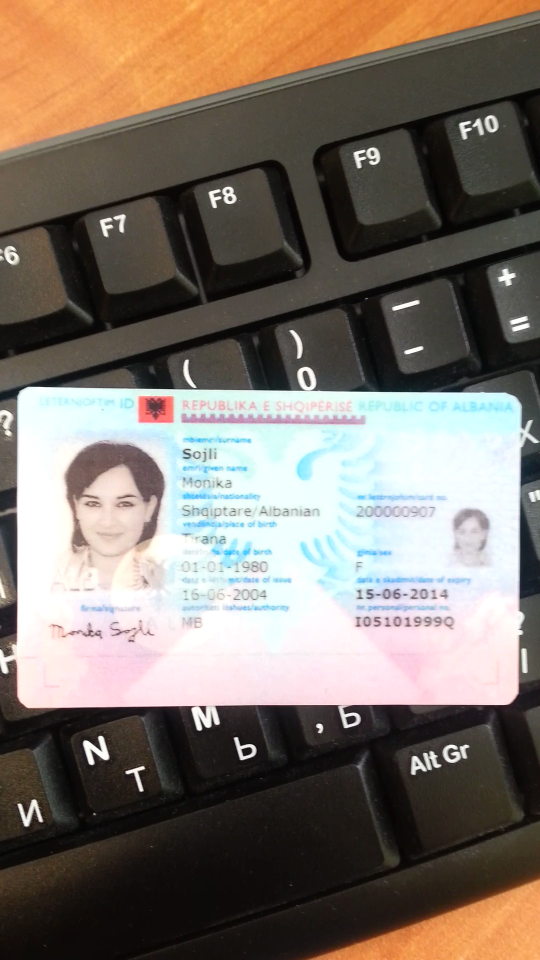 F6
F7
F8
F9
F10
(
)
0
—
-
+
=
?
LETËRNJOFTIM ID REPUBLIKA E SHQIPËRISË REPUBLIC OF ALBANIA
X
mbiemri/surname
Sojli
emri/given name
Monika
"
shtetësia/nationality nr.letërnjoftim/card no.
Shqiptare/Albanian 200000907
vendlindja/place of birth
Tirana
datëlindja/date of birth gjinia/sex
01-01-1980 F
data e lëshimit/date of issue data e skadimit/date of expiry
16-06-2004 15-06-2014
firma/signature autoriteti lëshues/authority nr.personal/personal no.
Monika Sojli MB I05101999Q
?
H
M
Ь
, Б
N
Т
И
Alt Gr